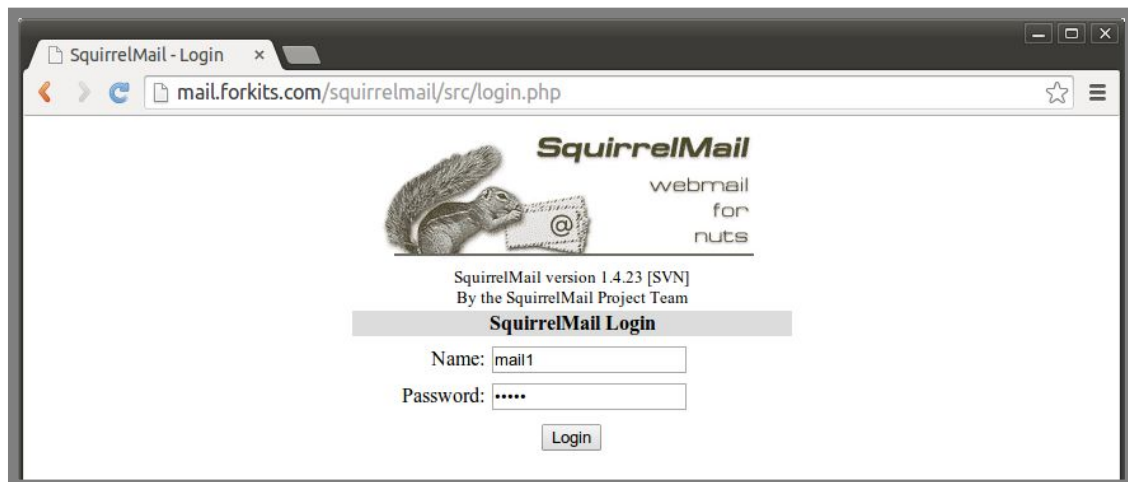 SquirrelMail - Login
mail.forkits.com/squirrelmail/src/login.php
SquirrelMail
webmail
for
nuts
@
SquirrelMail version 1.4.23 [SVN]
By the SquirrelMail Project Team
SquirrelMail Login
Name: mail1
Password: •••••
Login